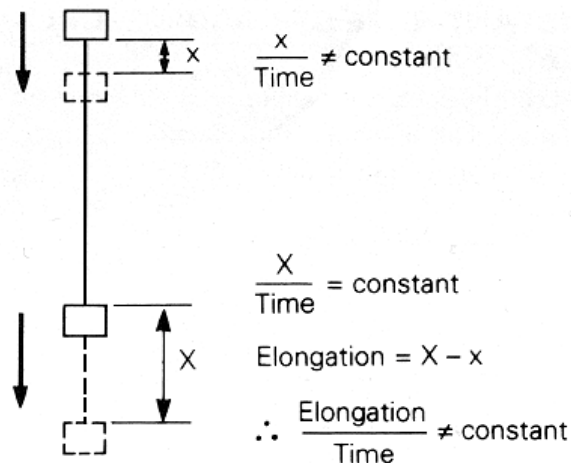 x
x
Time
≠ constant
X
Time
= constant
X
Elongation = X – x
∴
Elongation
Time
≠ constant